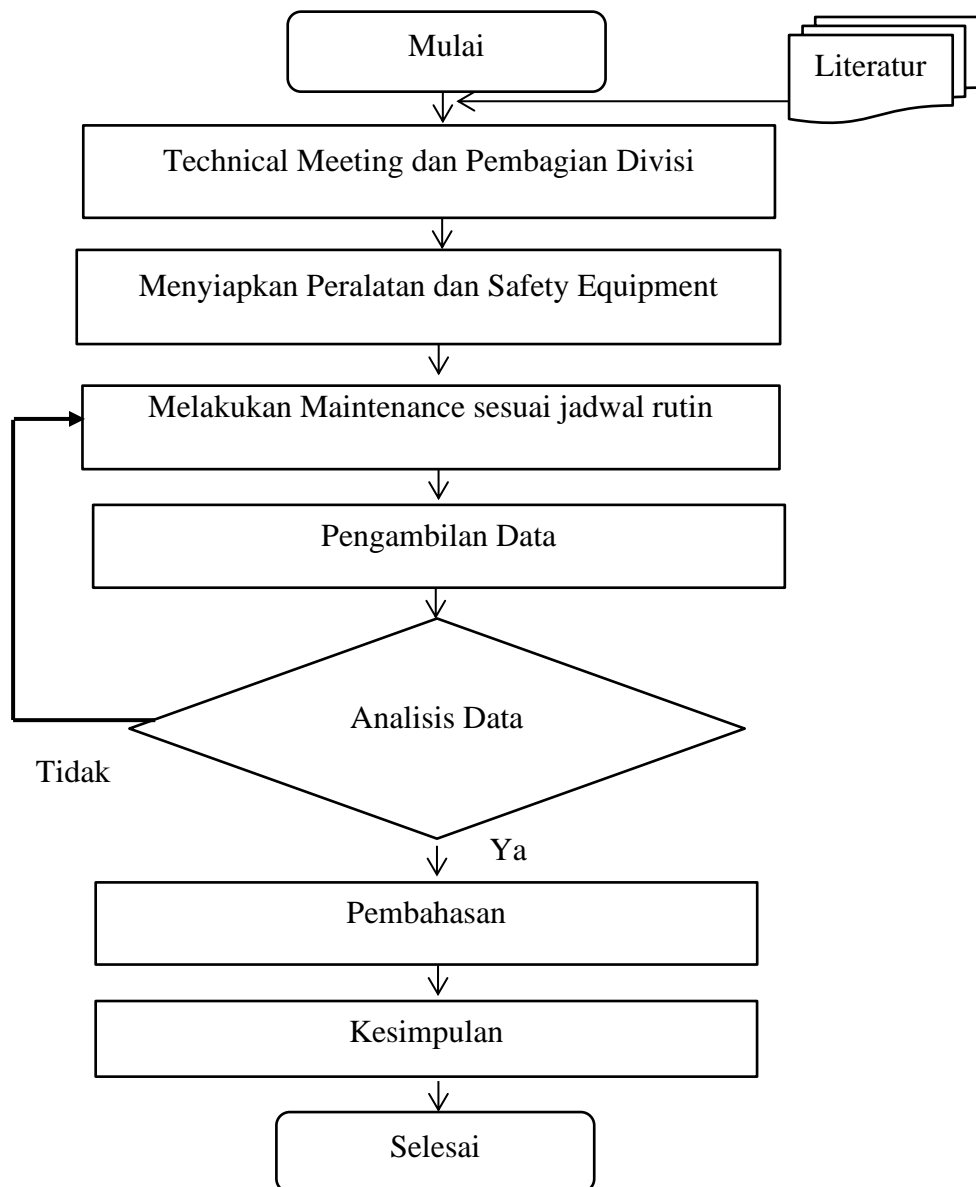 Mulai
Literatur
Technical Meeting dan Pembagian Divisi
Menyiapkan Peralatan dan Safety Equipment
Melakukan Maintenance sesuai jadwal rutin
Pengambilan Data
Analisis Data
Tidak
Ya
Pembahasan
Kesimpulan
Selesai